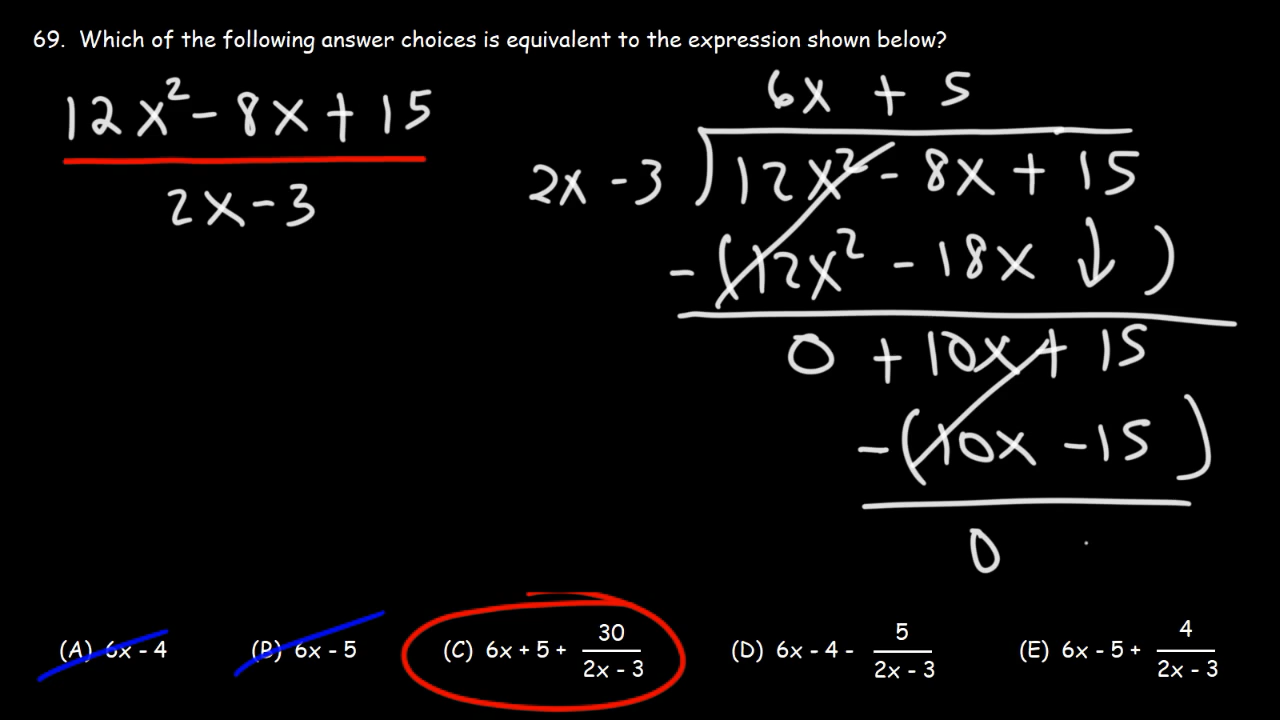 69. Which of the following answer choices is equivalent to the expression shown below?
12x² - 8x + 15
2x - 3
6x + 5
2x - 3 ) 12x² - 8x + 15
- (12x² - 18x ↓ )
0 + 10x + 15
- (10x - 15 )
0
(A) 6x - 4
(B) 6x - 5
(C) 6x + 5 + 30 / 2x - 3
(D) 6x - 4 - 5 / 2x - 3
(E) 6x - 5 + 4 / 2x - 3